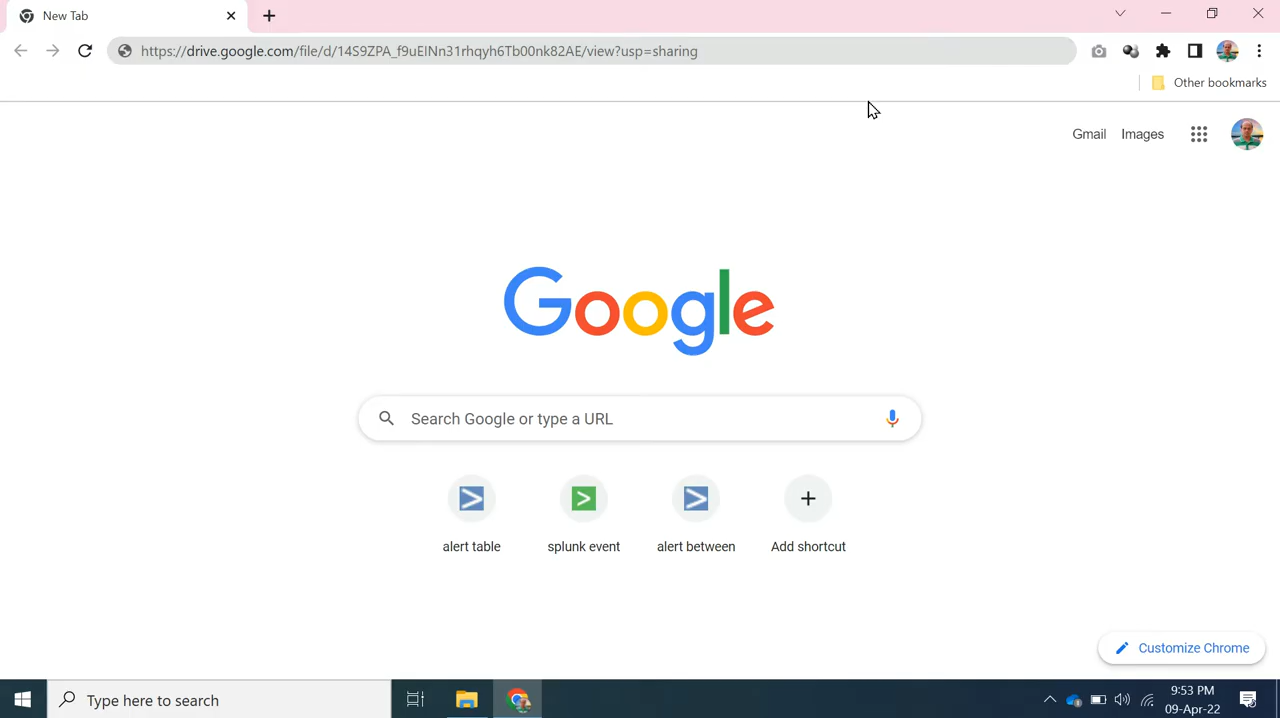 New Tab
https://drive.google.com/file/d/14S9ZPA_f9uElNn31rhqyh6Tb00nk82AE/view?usp=sharing
Other bookmarks
Gmail Images
Google
Search Google or type a URL
alert table splunk event alert between Add shortcut
Customize Chrome
Type here to search
9:53 PM
09-Apr-22